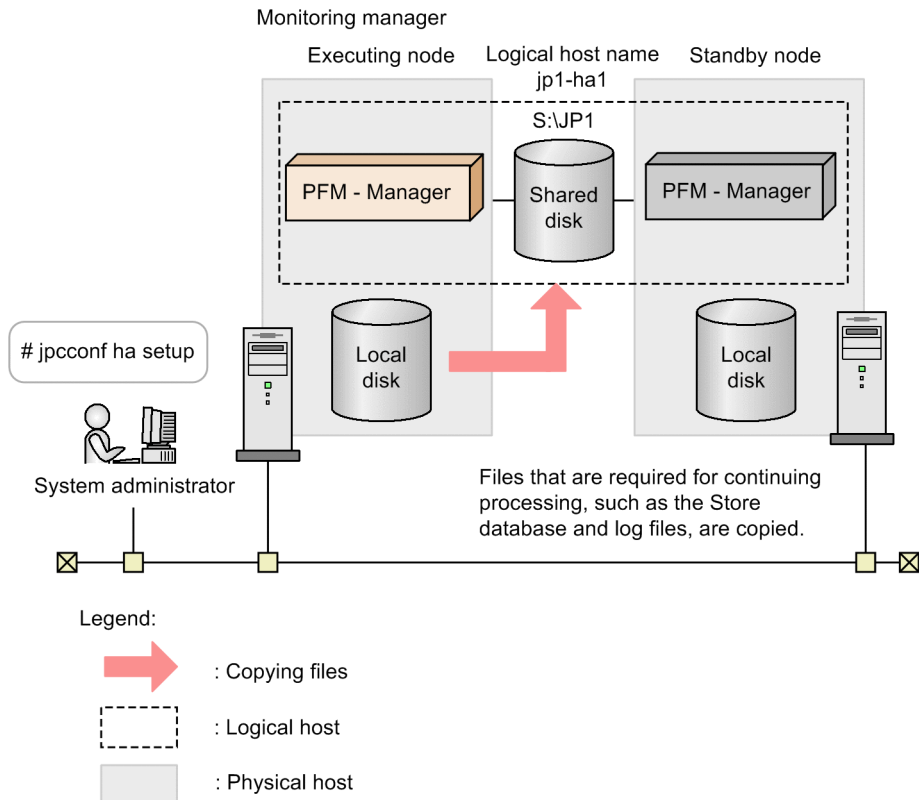 Monitoring manager
Executing node
Logical host name
jp1-ha1
Standby node
S:\JP1
PFM - Manager
Shared
disk
PFM - Manager
Local
disk
Local
disk
# jpcconf ha setup
System administrator
Files that are required for continuing
processing, such as the Store
database and log files, are copied.
Legend:
: Copying files
: Logical host
: Physical host